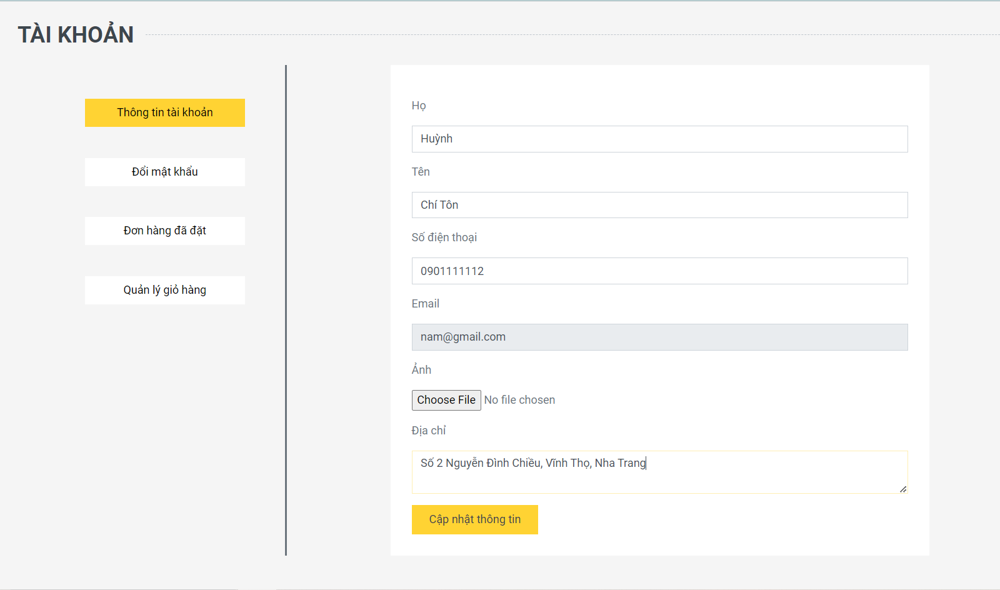 TÀI KHOẢN
Thông tin tài khoản
Đổi mật khẩu
Đơn hàng đã đặt
Quản lý giỏ hàng
Họ
Huỳnh
Tên
Chí Tôn
Số điện thoại
0901111112
Email
nam@gmail.com
Ảnh
Choose File No file chosen
Địa chỉ
Số 2 Nguyễn Đình Chiều, Vĩnh Thọ, Nha Trang
Cập nhật thông tin